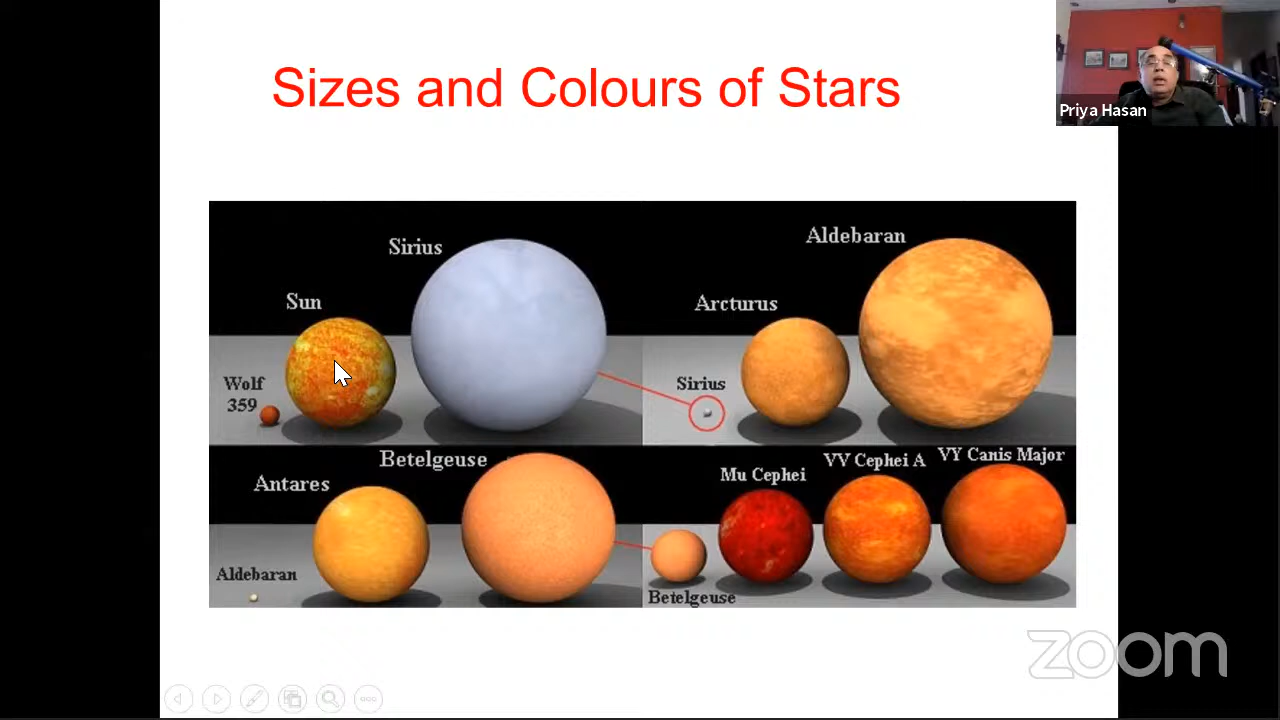 Sizes and Colours of Stars
Priya Hasan
Sirius
Sun
Wolf
359
Aldebaran
Arcturus
Sirius
Betelgeuse
Antares
Aldebaran
Mu Cephei
VV Cephei A
VY Canis Major
Betelgeuse
zoom